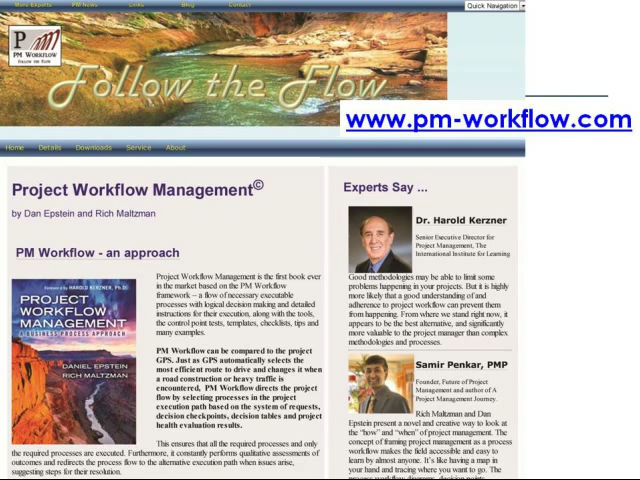 More Experts PM News Links Blog Contact
Quick Navigation
P
PM WORKFLOW
FOLLOW THE FLOW
Follow the Flow
www.pm-workflow.com
Home Details Downloads Service About
Project Workflow Management©
by Dan Epstein and Rich Maltzman
PM Workflow - an approach
Foreword by HAROLD KERZNER, Ph.D.
PROJECT
WORKFLOW
MANAGEMENT
A BUSINESS PROCESS APPROACH
DANIEL EPSTEIN
RICH MALTZMAN
Project Workflow Management is the first book ever
in the market based on the PM Workflow
framework – a flow of necessary executable
processes with logical decision making and detailed
instructions for their execution, along with the tools,
the control point tests, templates, checklists, tips and
many examples.
PM Workflow can be compared to the project
GPS. Just as GPS automatically selects the
most efficient route to drive and changes it when
a road construction or heavy traffic is
encountered, PM Workflow directs the project
flow by selecting processes in the project
execution path based on the system of requests,
decision checkpoints, decision tables and project
health evaluation results.
This ensures that all the required processes and only
the required processes are executed. Furthermore, it constantly performs qualitative assessments of
outcomes and redirects the process flow to the alternative execution path when issues arise,
suggesting steps for their resolution.
Experts Say ...
Dr. Harold Kerzner
Senior Executive Director for
Project Management, The
International Institute for Learning
Good methodologies may be able to limit some
problems happening in your projects. But it is highly
more likely that a good understanding of and
adherence to project workflow can prevent them
from happening. From where we stand right now, it
appears to be the best alternative, and significantly
more valuable to the project manager than complex
methodologies and processes.
Samir Penkar, PMP
Founder, Future of Project
Management and author of A
Project Management Journey.
Rich Maltzman and Dan
Epstein present a novel and creative way to look at
the “how” and “when” of project management. The
concept of framing project management as a process
workflow makes the field accessible and easy to
learn by almost anyone. It's like having a map in
your hand and tracing where you want to go. The
process workflow diagrams, decision points,